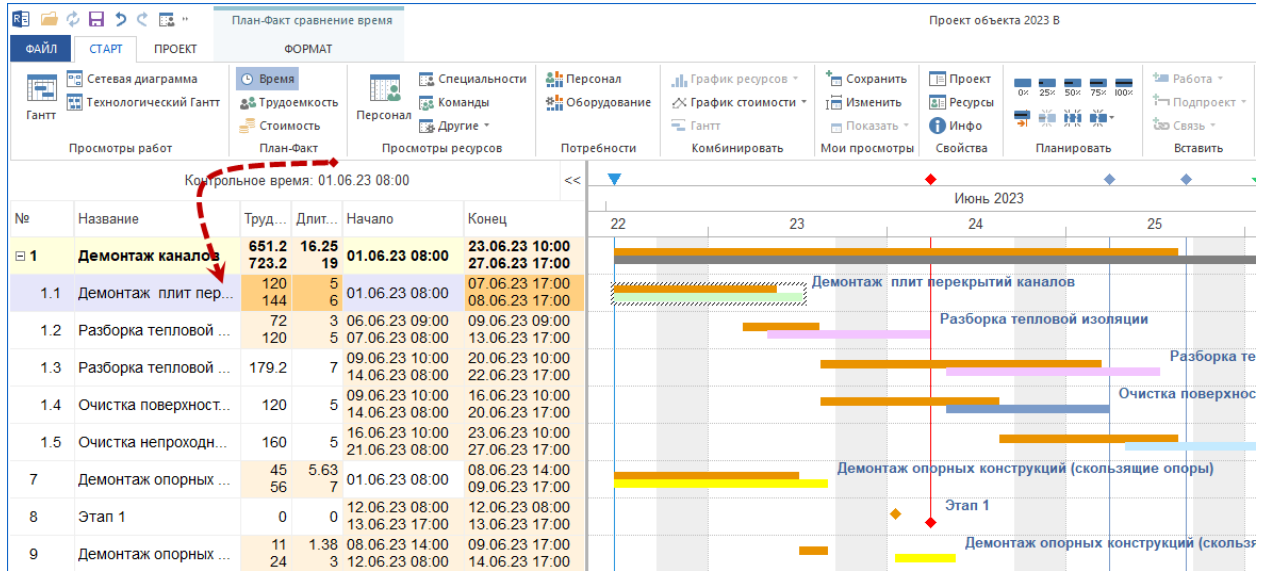 План-Факт сравнение время
Проект объекта 2023 В
ФАЙЛ СТАРТ ПРОЕКТ ФОРМАТ
Гантт
Сетевая диаграмма
Технологический Гантт
Просмотры работ
Время
Трудоемкость
Стоимость
План-Факт
Персонал
Специальности
Команды
Другие
Просмотры ресурсов
Персонал
Оборудование
Потребности
График ресурсов
График стоимости
Гантт
Комбинировать
Сохранить
Изменить
Показать
Мои просмотры
Проект
Ресурсы
Инфо
Свойства
0% 25% 50% 75% 100%
Планировать
Работа
Подпроект
Связь
Вставить
Контрольное время: 01.06.23 08:00 <<
Июнь 2023
22 23 24 25
№ Название Труд... Длит... Начало Конец
1 Демонтаж каналов 651.2 16.25 01.06.23 08:00 23.06.23 10:00
723.2 19 27.06.23 17:00
1.1 Демонтаж плит пер... 120 5 01.06.23 08:00 07.06.23 17:00
144 6 08.06.23 17:00
1.2 Разборка тепловой ... 72 3 06.06.23 09:00 09.06.23 09:00
120 5 07.06.23 08:00 13.06.23 17:00
1.3 Разборка тепловой ... 179.2 7 09.06.23 10:00 20.06.23 10:00
14.06.23 08:00 22.06.23 17:00
1.4 Очистка поверхност... 120 5 09.06.23 10:00 16.06.23 10:00
14.06.23 08:00 20.06.23 17:00
1.5 Очистка непроходн... 160 5 16.06.23 10:00 23.06.23 10:00
21.06.23 08:00 27.06.23 17:00
7 Демонтаж опорных ... 45 5.63 01.06.23 08:00 08.06.23 14:00
56 7 09.06.23 17:00
8 Этап 1 0 0 12.06.23 08:00 12.06.23 08:00
13.06.23 17:00 13.06.23 17:00
9 Демонтаж опорных ... 11 1.38 08.06.23 14:00 09.06.23 17:00
24 3 12.06.23 08:00 14.06.23 17:00
Демонтаж плит перекрытий каналов
Разборка тепловой изоляции
Разборка те
Очистка поверхнос
Демонтаж опорных конструкций (скользящие опоры)
Этап 1
Демонтаж опорных конструкций (скользя